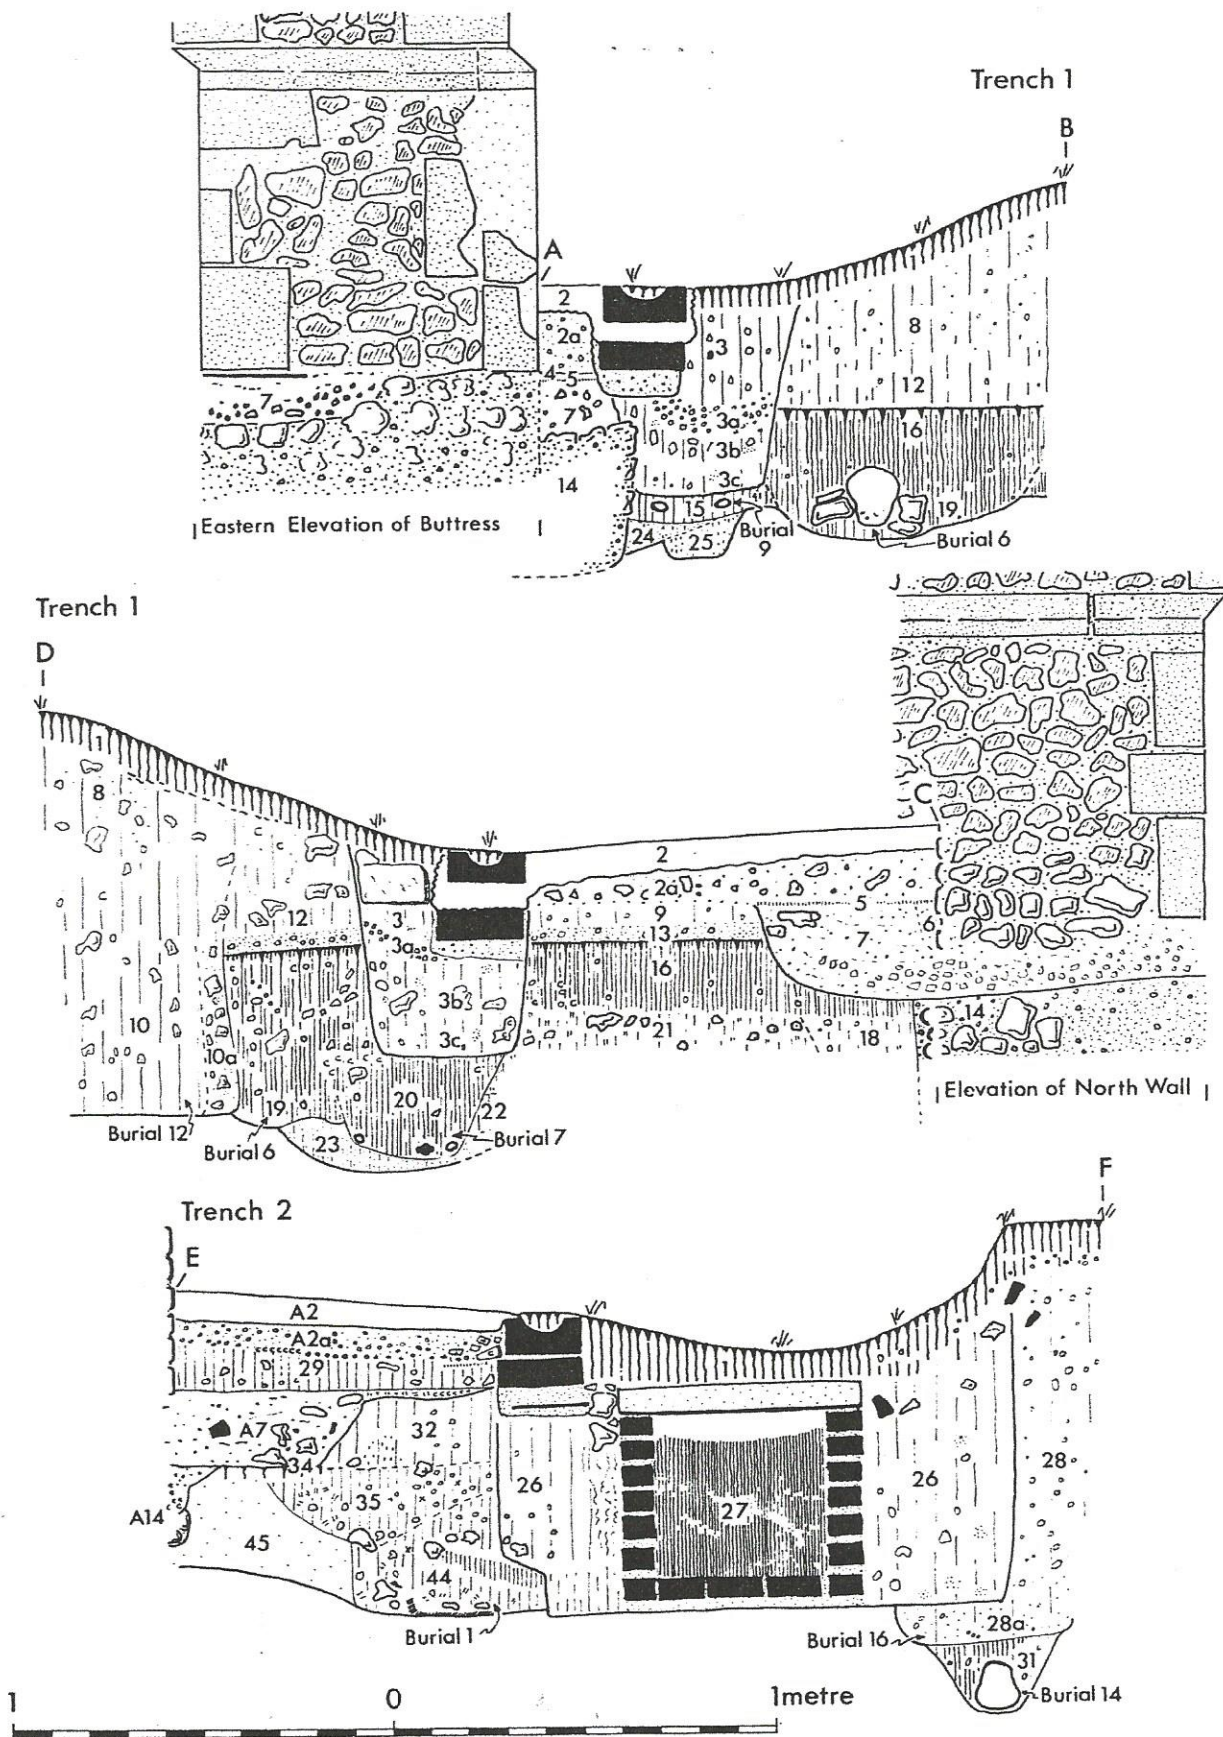 Trench 1
B
A
1
2
8
2a
3
4-5
12
7
7
3a
16
3b
14
3c
15
19
Eastern Elevation of Buttress
Burial 9
24
25
Burial 6
Trench 1
D
1
8
C
2
2a
12
3
9
5
6
3a
13
7
16
3b
14
10
21
3c
18
10a
Elevation of North Wall
20
19
22
Burial 12
Burial 7
Burial 6
23
F
Trench 2
E
A2
A2a
29
1
32
A7
28
34
26
26
35
27
A14
45
44
28a
Burial 1
Burial 16
31
Burial 14
1 0 1metre